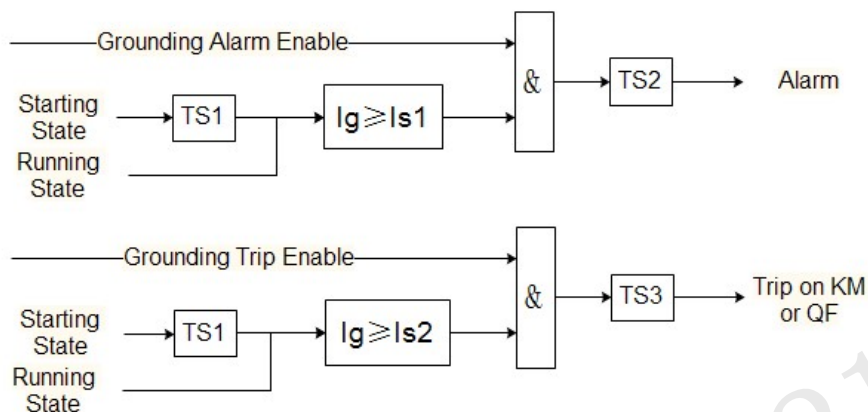 Grounding Alarm Enable
Starting
State
TS1
Ig≥Is1
&
TS2
Alarm
Running
State
Grounding Trip Enable
Starting
State
TS1
Ig≥Is2
&
TS3
Trip on KM
or QF
Running
State